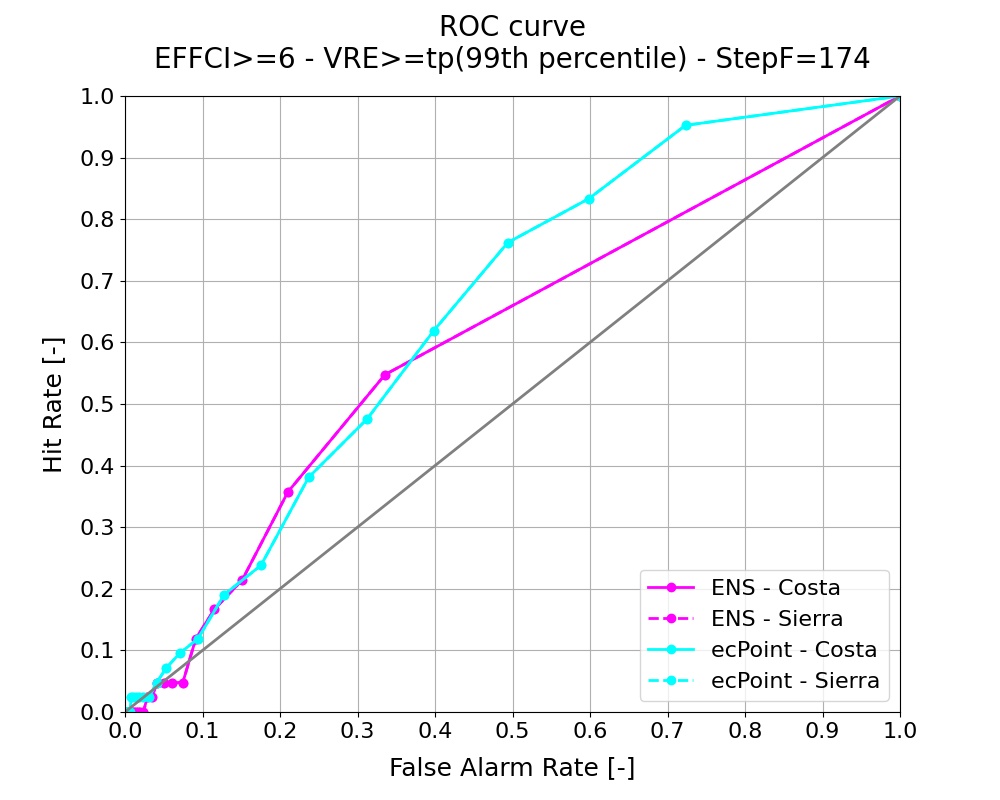 ROC curve
EFFCI>=6 - VRE>=tp(99th percentile) - StepF=174
1.0
0.9
0.8
0.7
0.6
0.5
0.4
0.3
0.2
0.1
0.0
Hit Rate [-]
ENS - Costa
ENS - Sierra
ecPoint - Costa
ecPoint - Sierra
0.0 0.1 0.2 0.3 0.4 0.5 0.6 0.7 0.8 0.9 1.0
False Alarm Rate [-]